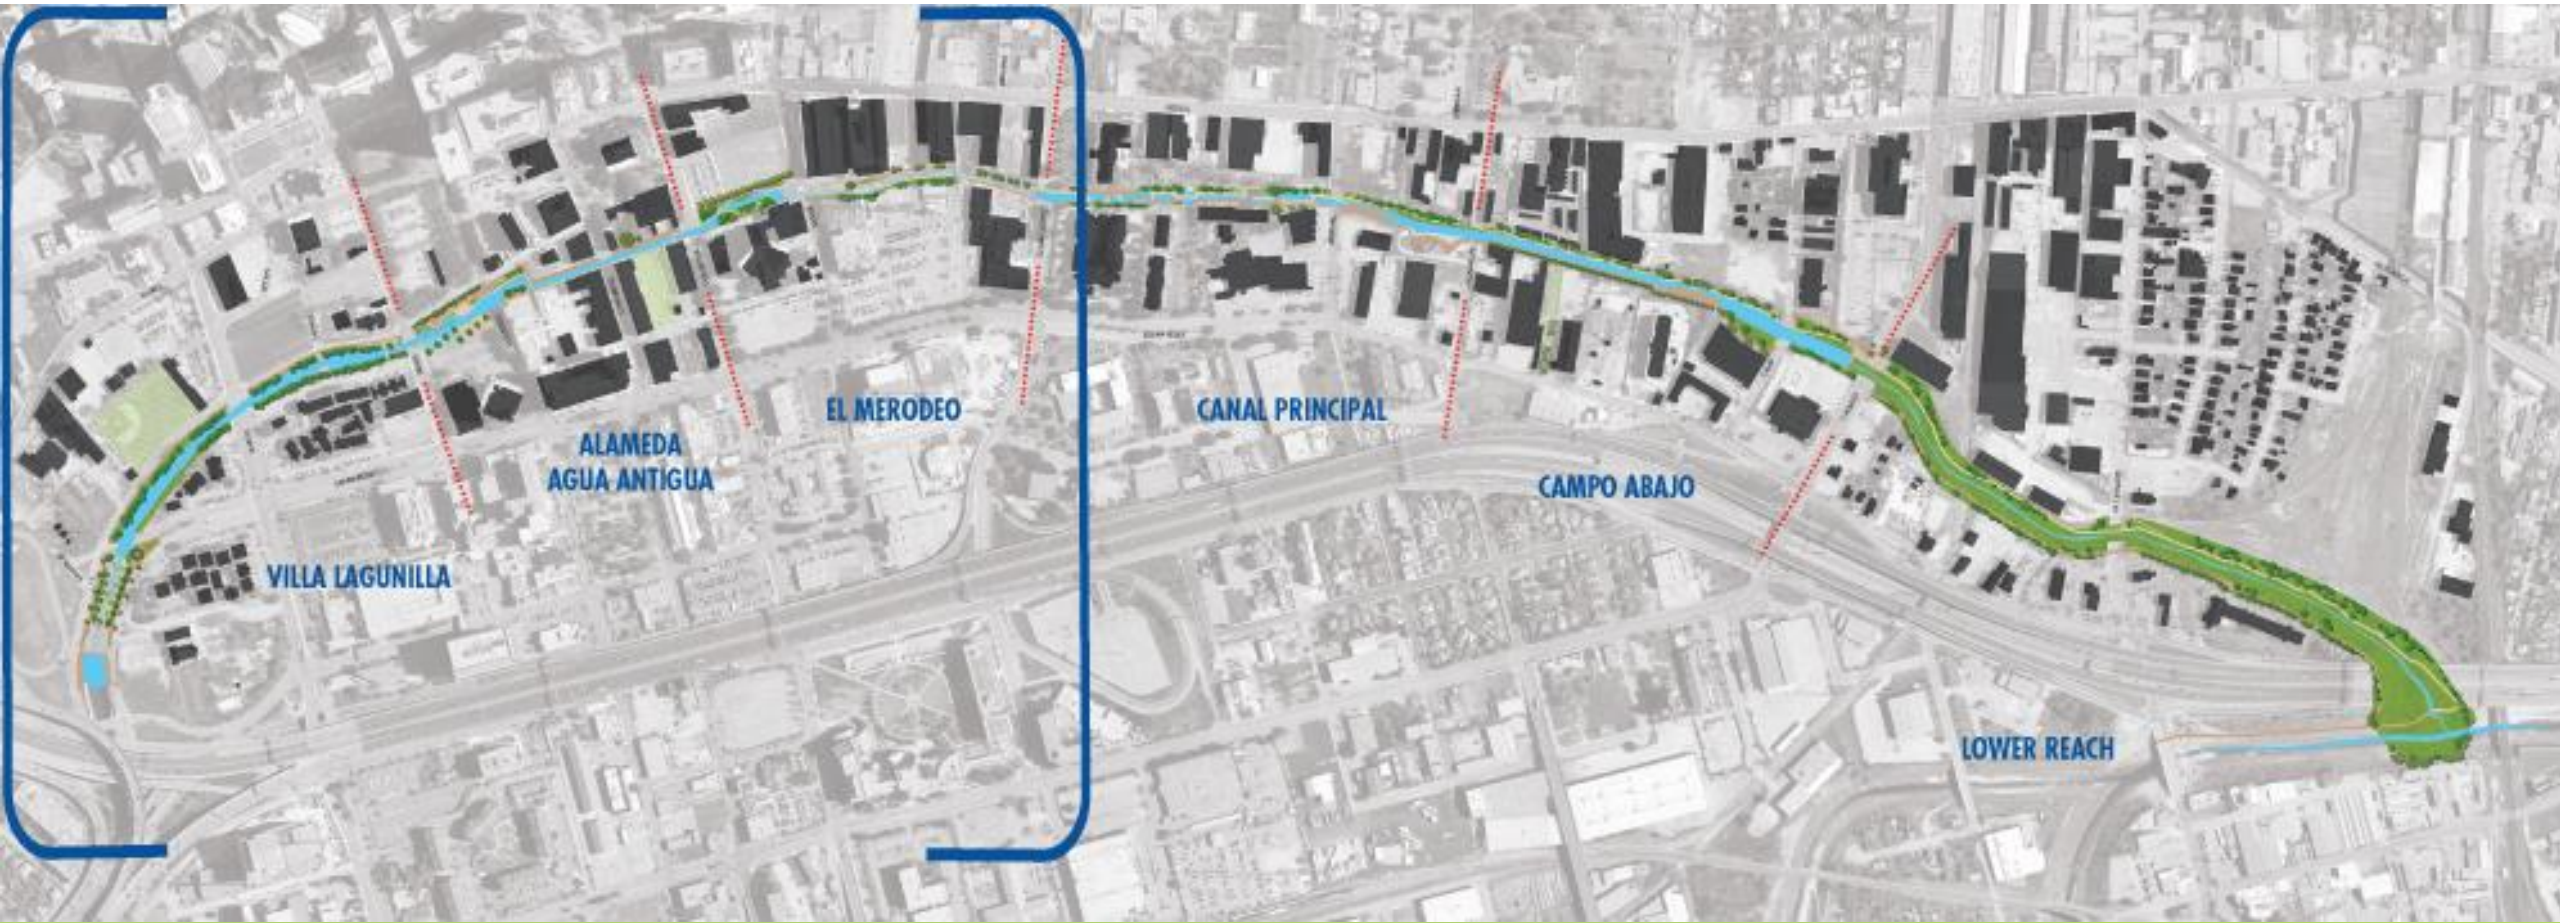 EL MERODEO
CANAL PRINCIPAL
ALAMEDA
AGUA ANTIGUA
CAMPO ABAJO
VILLA LAGUNILLA
LOWER REACH